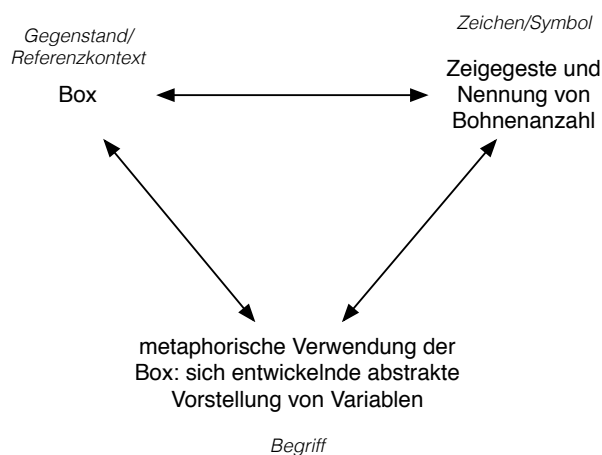 Gegenstand/
Referenzkontext
Box
Zeichen/Symbol
Zeigegeste und
Nennung von
Bohnenanzahl
metaphorische Verwendung der
Box: sich entwickelnde abstrakte
Vorstellung von Variablen
Begriff